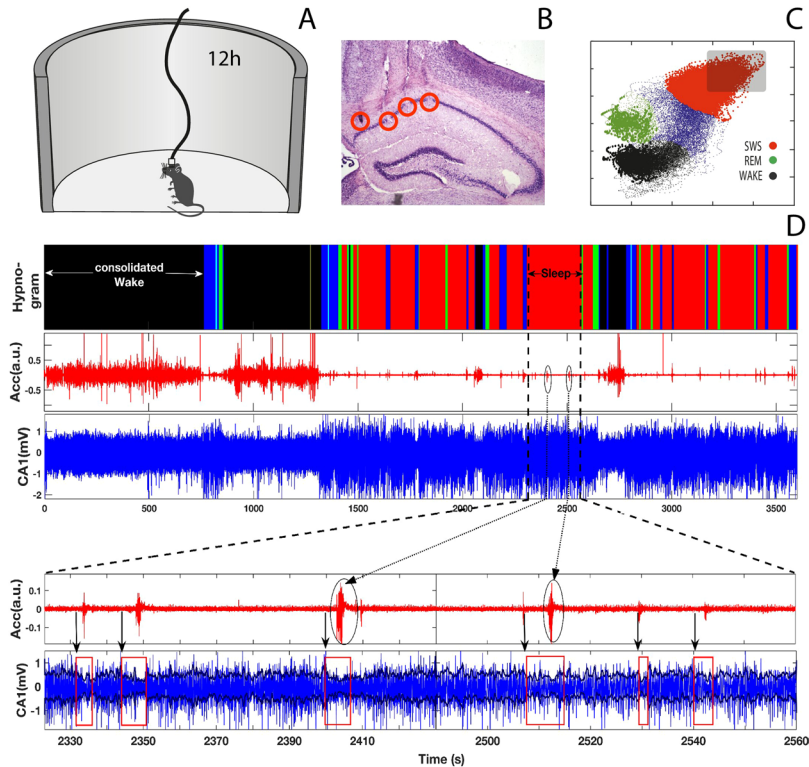 A
12h
B
C
SWS
REM
WAKE
D
Hypno-
gram
consolidated
Wake
Sleep
Acc(a.u.)
0.5
0
-0.5
CA1(mV)
1
0
-1
-2
0 500 1000 1500 2000 2500 3000 3500
Acc(a.u.)
0.1
0
-0.1
CA1(mV)
1
0
-1
2330 2350 2370 2390 2410 2500 2520 2540 2560
Time (s)